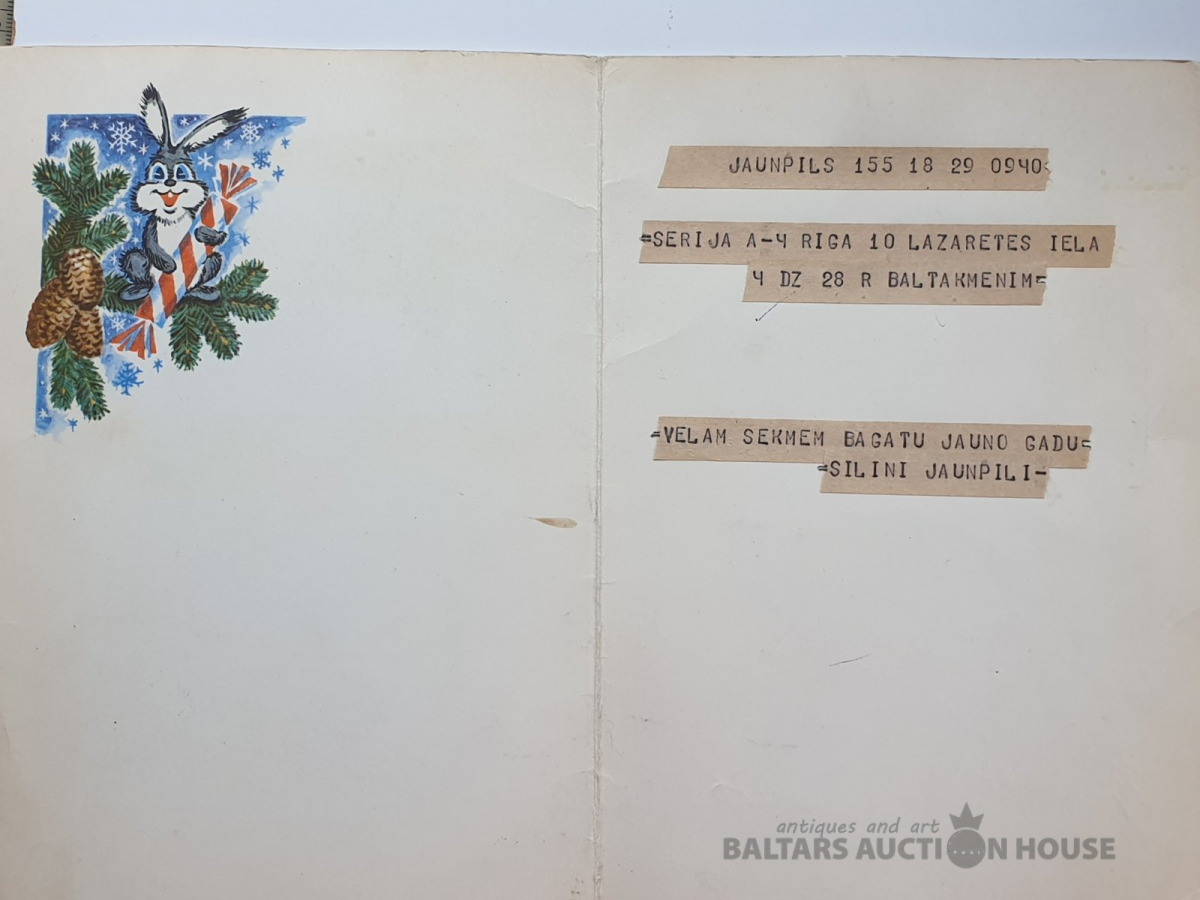 JAUNPILS 155 18 29 0940
=SERIJA A-4 RIGA 10 LAZARETES IELA
4 DZ 28 R BALTAKMENIM=
=VELAM SEKMEM BAGATU JAUNO GADU=
=SILINI JAUNPILI-
antiques and art
BALTARS AUCTION HOUSE